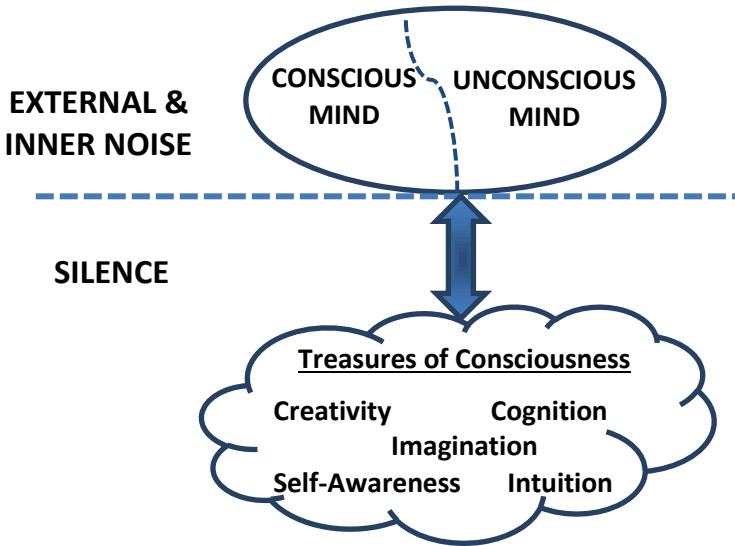 CONSCIOUS
MIND
UNCONSCIOUS
MIND
EXTERNAL &
INNER NOISE
SILENCE
Treasures of Consciousness
Creativity Cognition
Imagination
Self-Awareness Intuition